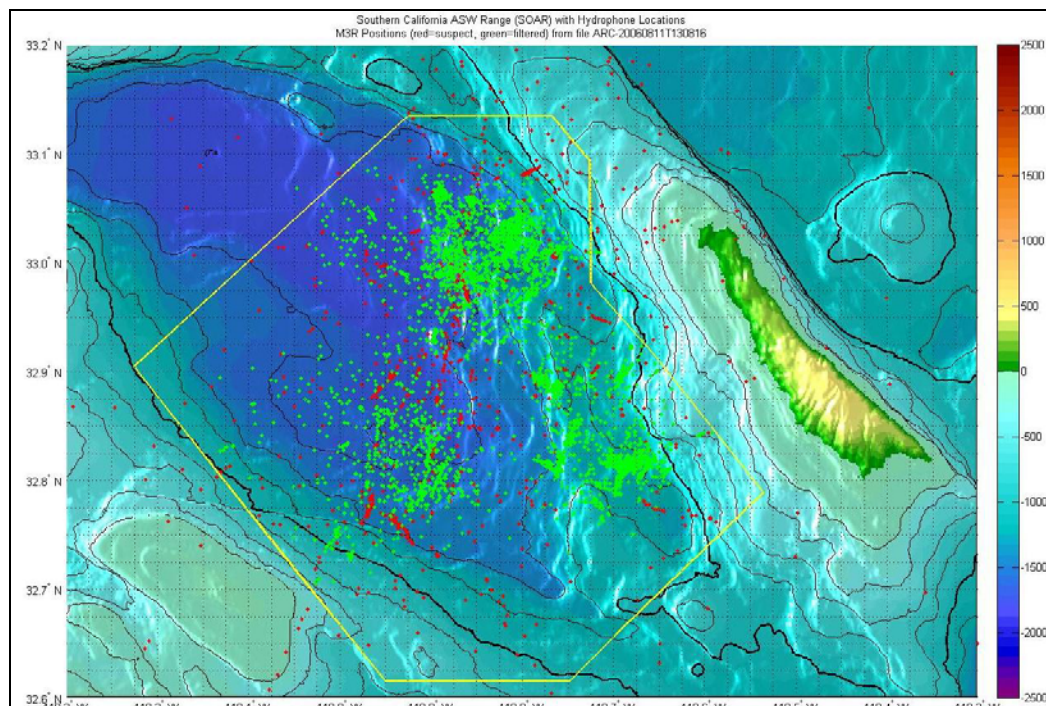 Southern California ASW Range (SOAR) with Hydrophone Locations
M3R Positions (red=suspect, green=filtered) from file ARC-20060811T130816
33.2° N
33.1° N
33.0° N
32.9° N
32.8° N
32.7° N
32.6° N
2500
2000
1500
1000
500
0
-500
-1000
-1500
-2000
-2500